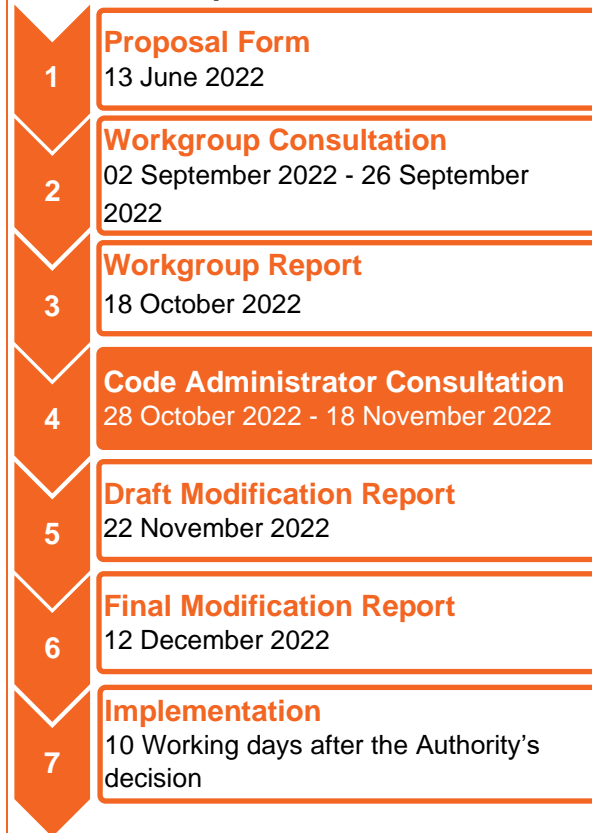 1
Proposal Form
13 June 2022
2
Workgroup Consultation
02 September 2022 - 26 September
2022
3
Workgroup Report
18 October 2022
4
Code Administrator Consultation
28 October 2022 - 18 November 2022
5
Draft Modification Report
22 November 2022
6
Final Modification Report
12 December 2022
7
Implementation
10 Working days after the Authority’s
decision